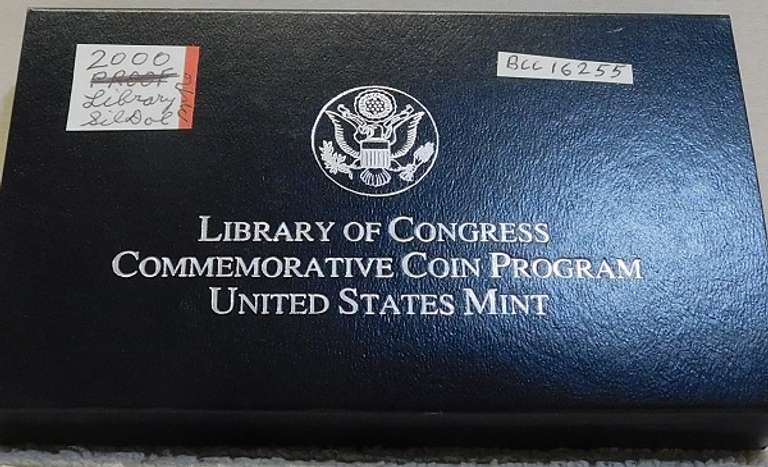 2000
PROOF
Library
Sil Dol
BCC 16255
LIBRARY OF CONGRESS
COMMEMORATIVE COIN PROGRAM
UNITED STATES MINT